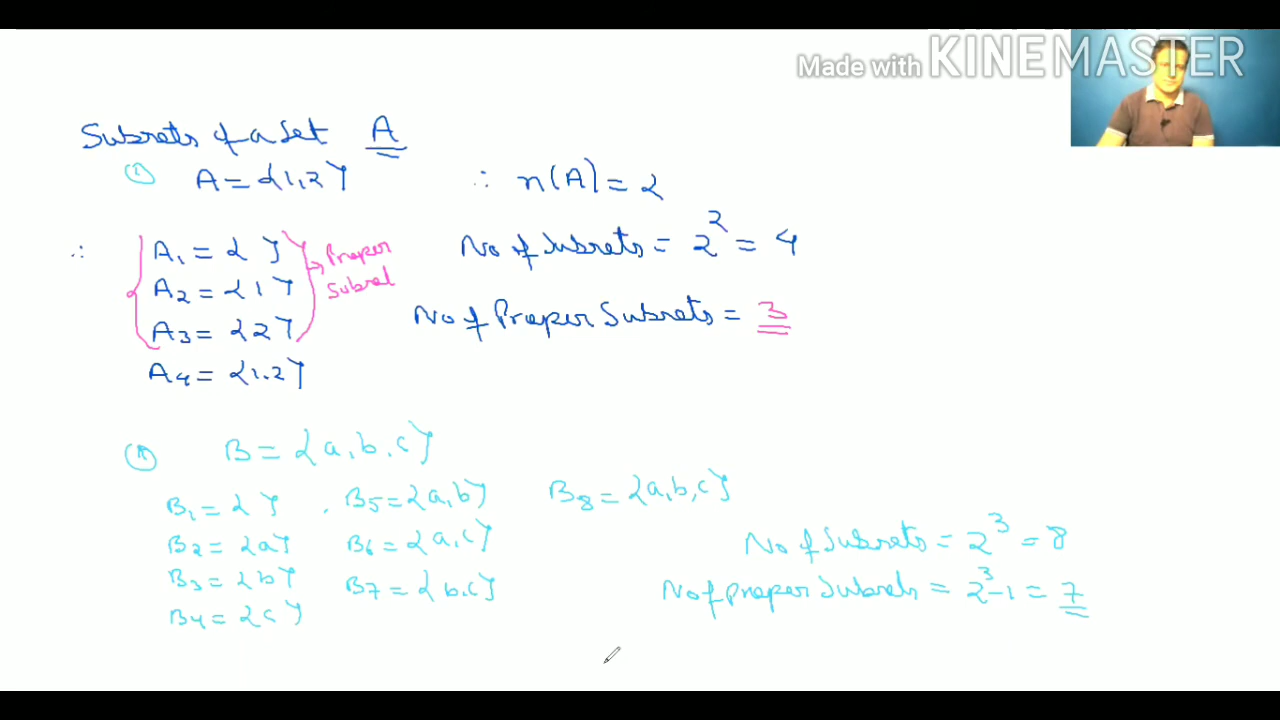 Made with KINEMASTER
Subsets of a Set A
(i) A = {1,2} ∴ n(A) = 2
∴ A1 = { } Proper Subset
No of Subsets = 2^2 = 4
A2 = {1}
A3 = {2}
No of Proper Subsets = 3
A4 = {1,2}
(ii) B = {a, b, c}
B1 = { } B5 = {a, b} B8 = {a, b, c}
B2 = {a} B6 = {a, c}
No of Subsets = 2^3 = 8
B3 = {b} B7 = {b, c}
No of Proper Subsets = 2^3 - 1 = 7
B4 = {c}